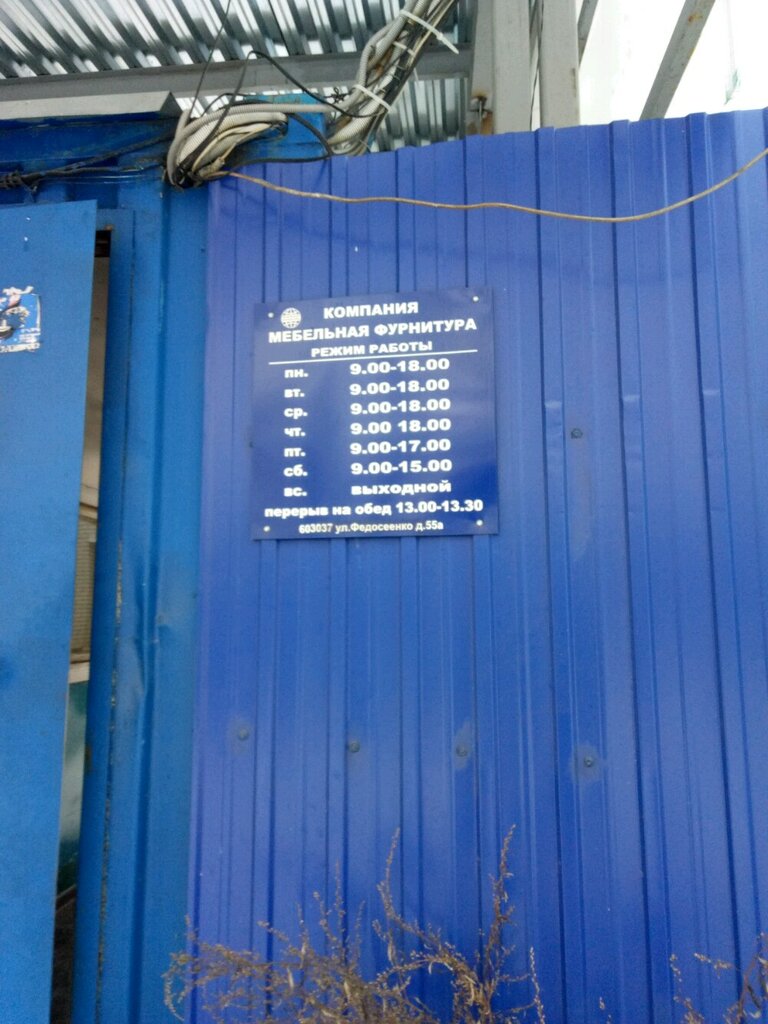 КОМПАНИЯ
МЕБЕЛЬНАЯ ФУРНИТУРА
РЕЖИМ РАБОТЫ
пн. 9.00-18.00
вт. 9.00-18.00
ср. 9.00-18.00
чт. 9.00 18.00
пт. 9.00-17.00
сб. 9.00-15.00
вс. выходной
перерыв на обед 13.00-13.30
603037 ул.Федосеенко д.55а